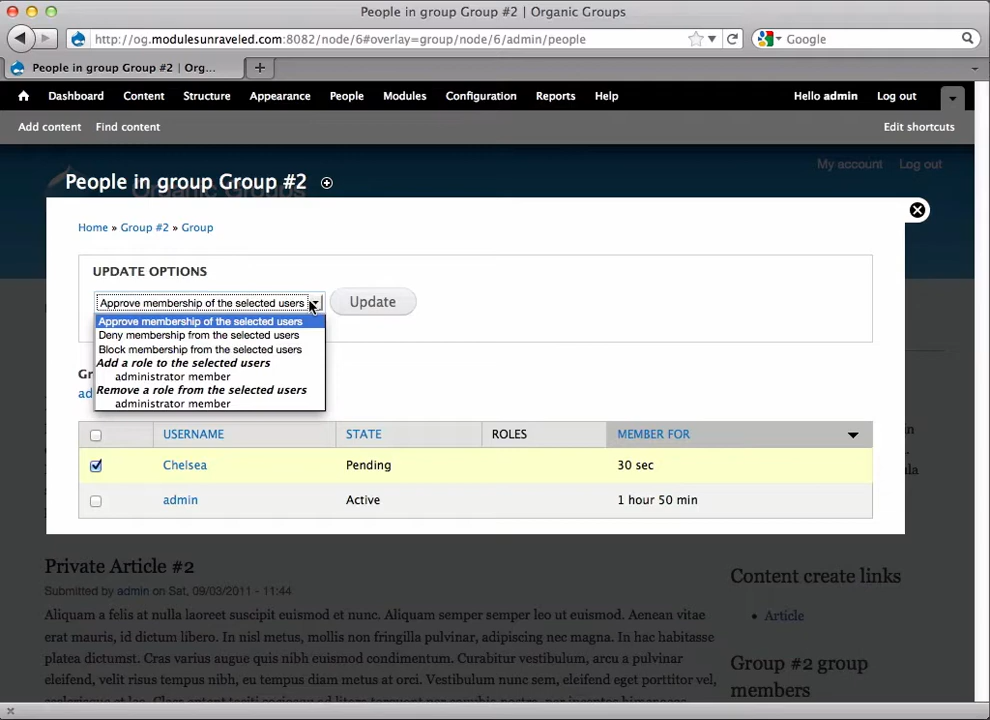 People in group Group #2 | Organic Groups
http://og.modulesunraveled.com:8082/node/6#overlay=group/node/6/admin/people
Google
People in group Group #2 | Org...
Dashboard Content Structure Appearance People Modules Configuration Reports Help Hello admin Log out
Add content Find content Edit shortcuts
My account Log out
Organic Groups
People in group Group #2
Home » Group #2 » Group
UPDATE OPTIONS
Approve membership of the selected users Update
Approve membership of the selected users
Deny membership from the selected users
Block membership from the selected users
Add a role to the selected users
administrator member
Remove a role from the selected users
administrator member
USERNAME STATE ROLES MEMBER FOR
Chelsea Pending 30 sec
admin Active 1 hour 50 min
Private Article #2
Submitted by admin on Sat, 09/03/2011 - 11:44
Aliquam a felis at nulla laoreet suscipit euismod et nunc. Aliquam semper semper leo ut euismod. Aenean vitae
erat mauris, id dictum libero. In nisl metus, mollis non fringilla pulvinar, adipiscing nec magna. In hac habitasse
platea dictumst. Cras varius augue quis nibh condimentum. Curabitur vestibulum, arcu a pulvinar
eleifend, velit risus tempus nibh, eu tempus diam metus at orci. Vestibulum euismod, eleifend eget porttitor vel,
Content create links
Article
Group #2 group
members